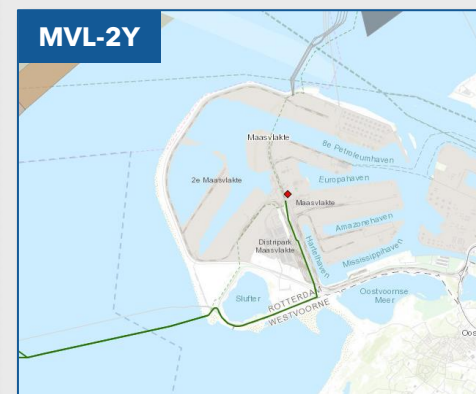 MVL-2Y
Maasvlakte
8e Petroleumhaven
Europahaven
2e Maasvlakte
Maasvlakte
Amazonehaven
Distripark
Maasvlakte
Hartelhaven
Mississippihaven
Slufter
ROTTERDAM
WESTVOORNE
Oostvoornse
Meer
Oos